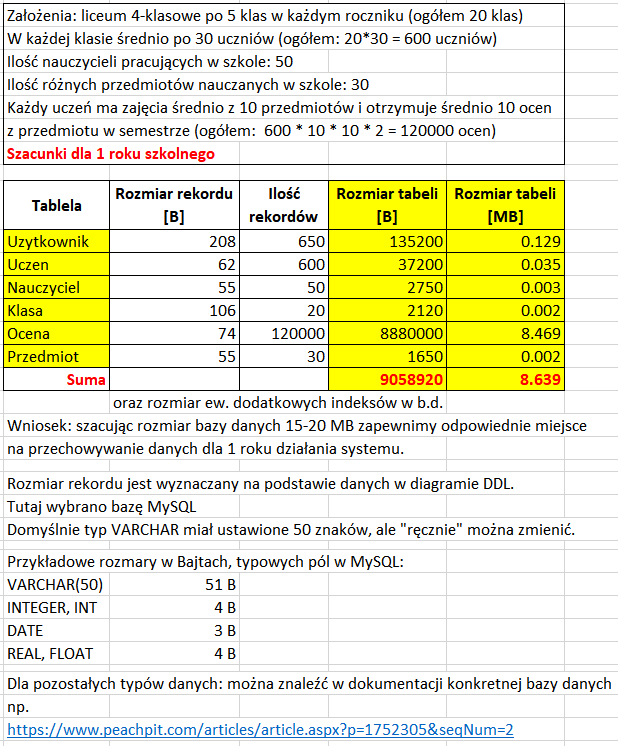 Założenia: liceum 4-klasowe po 5 klas w każdym roczniku (ogółem 20 klas)
W każdej klasie średnio po 30 uczniów (ogółem: 20*30 = 600 uczniów)
Ilość nauczycieli pracujących w szkole: 50
Ilość różnych przedmiotów nauczanych w szkole: 30
Każdy uczeń ma zajęcia średnio z 10 przedmiotów i otrzymuje średnio 10 ocen
z przedmiotu w semestrze (ogółem:  600 * 10 * 10 * 2 = 120000 ocen)
Szacunki dla 1 roku szkolnego
Tablela Rozmiar rekordu [B] Ilość rekordów Rozmiar tabeli [B] Rozmiar tabeli [MB]
Uzytkownik 208 650 135200 0.129
Uczen 62 600 37200 0.035
Nauczyciel 55 50 2750 0.003
Klasa 106 20 2120 0.002
Ocena 74 120000 8880000 8.469
Przedmiot 55 30 1650 0.002
Suma 9058920 8.639
oraz rozmiar ew. dodatkowych indeksów w b.d.
Wniosek: szacując rozmiar bazy danych 15-20 MB zapewnimy odpowiednie miejsce
na przechowywanie danych dla 1 roku działania systemu.
Rozmiar rekordu jest wyznaczany na podstawie danych w diagramie DDL.
Tutaj wybrano bazę MySQL
Domyślnie typ VARCHAR miał ustawione 50 znaków, ale "ręcznie" można zmienić.
Przykładowe rozmary w Bajtach, typowych pól w MySQL:
VARCHAR(50) 51 B
INTEGER, INT 4 B
DATE 3 B
REAL, FLOAT 4 B
Dla pozostałych typów danych: można znaleźć w dokumentacji konkretnej bazy danych
np.
https://www.peachpit.com/articles/article.aspx?p=1752305&seqNum=2